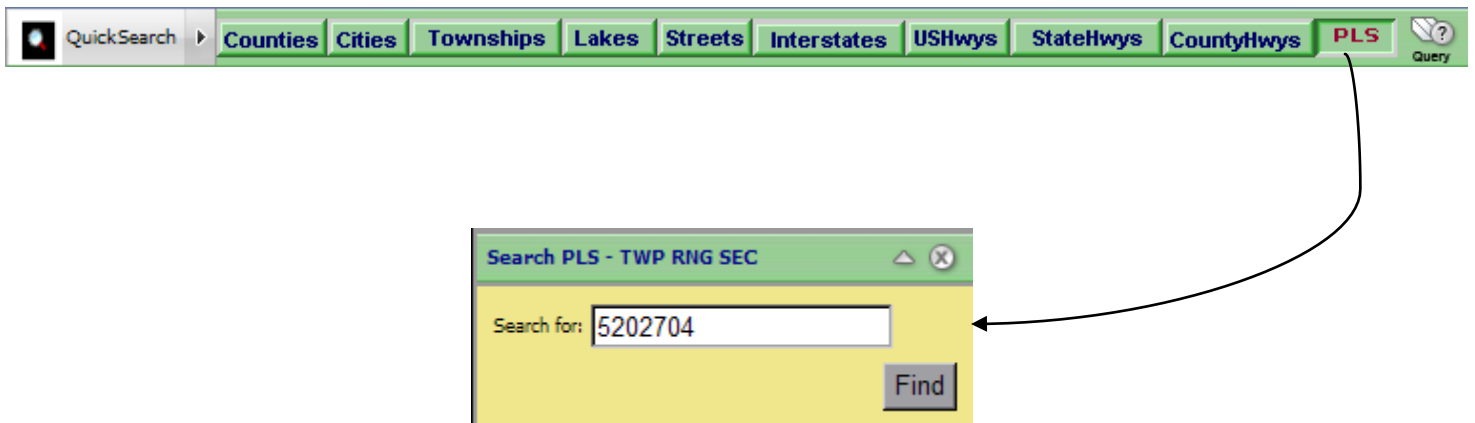 QuickSearch Counties Cities Townships Lakes Streets Interstates USHwys StateHwys CountyHwys PLS ?
Query
Search PLS - TWP RNG SEC
Search for: 5202704
Find